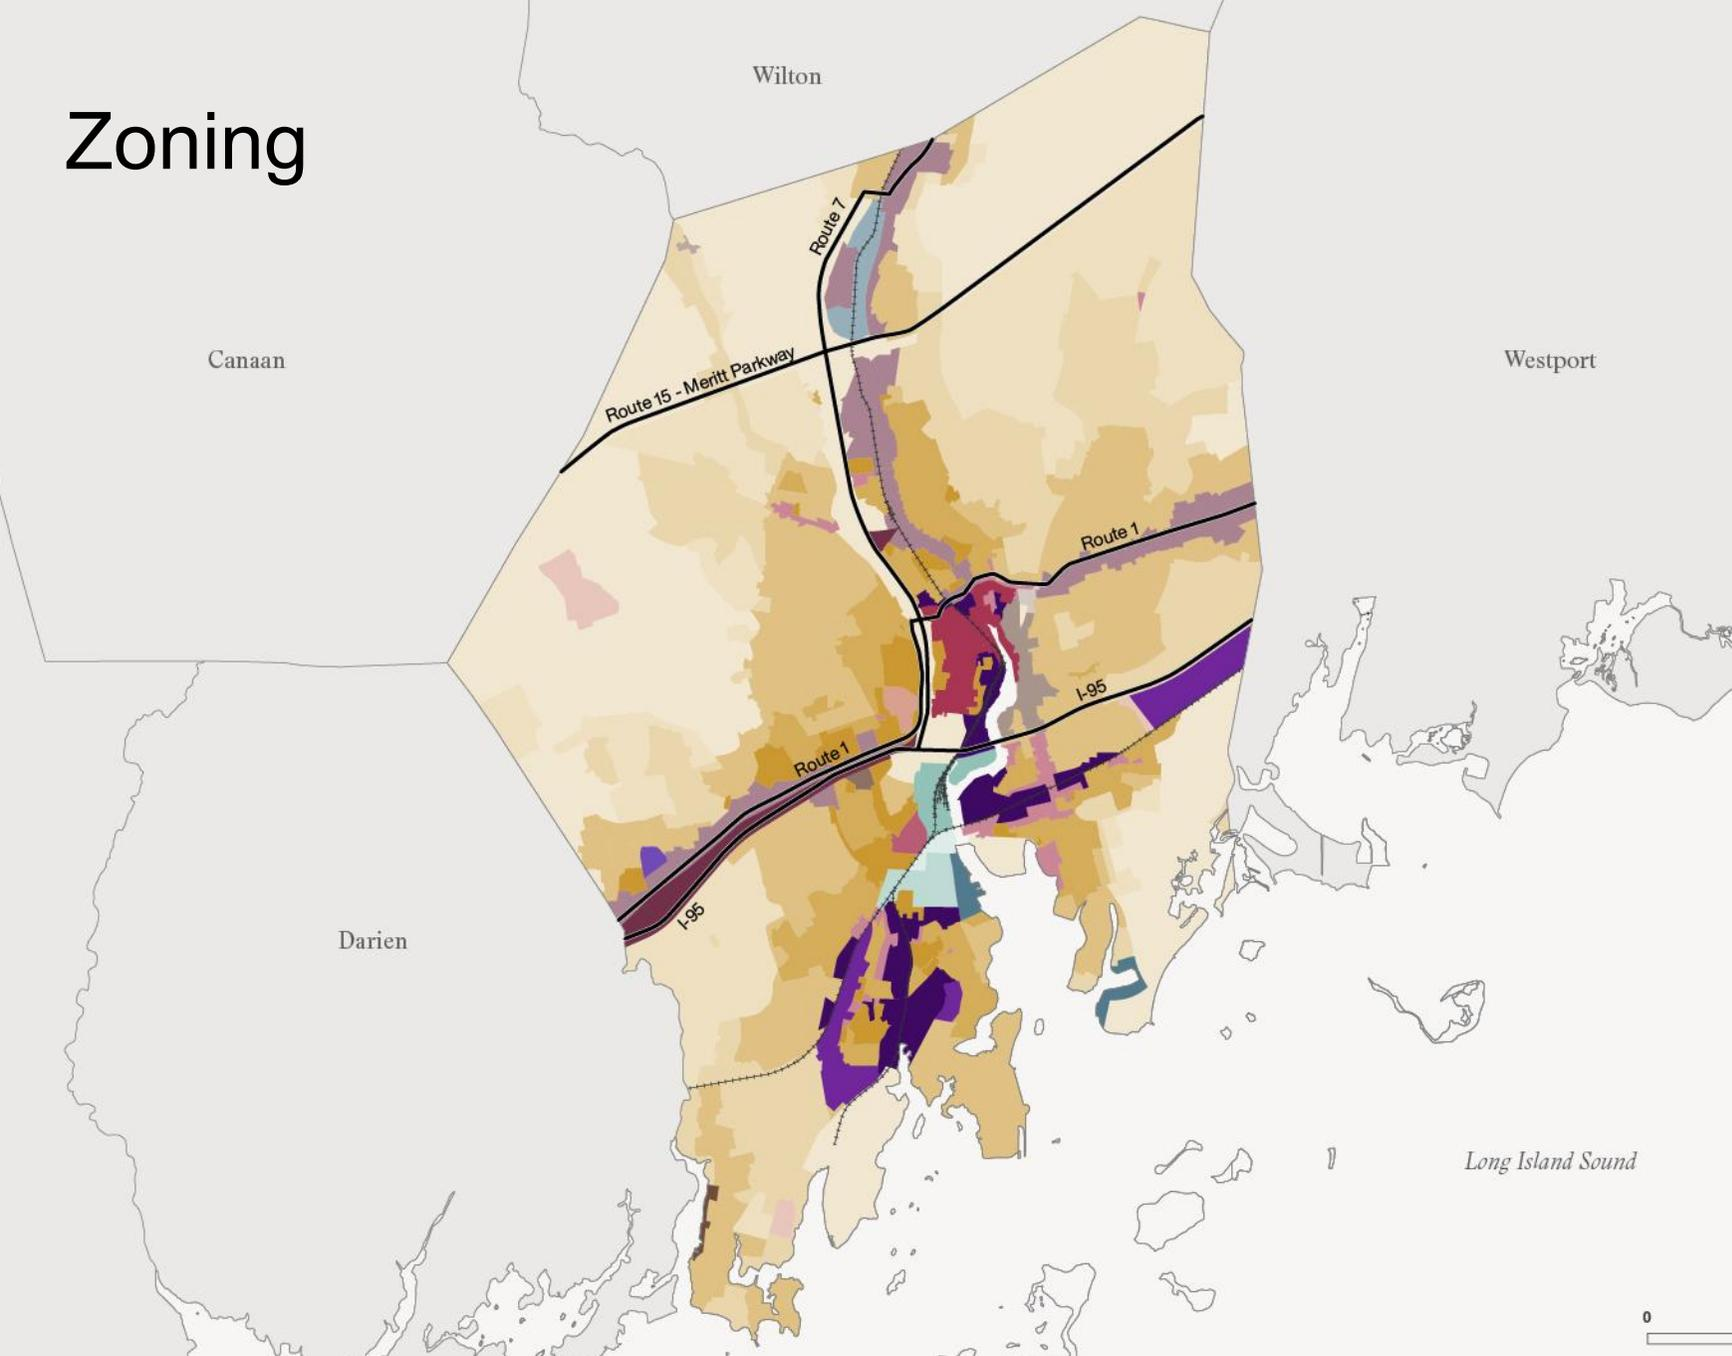 Zoning
Wilton
Route 7
Canaan
Route 15 - Meritt Parkway
Westport
Route 1
I-95
Route 1
I-95
Darien
Long Island Sound
0